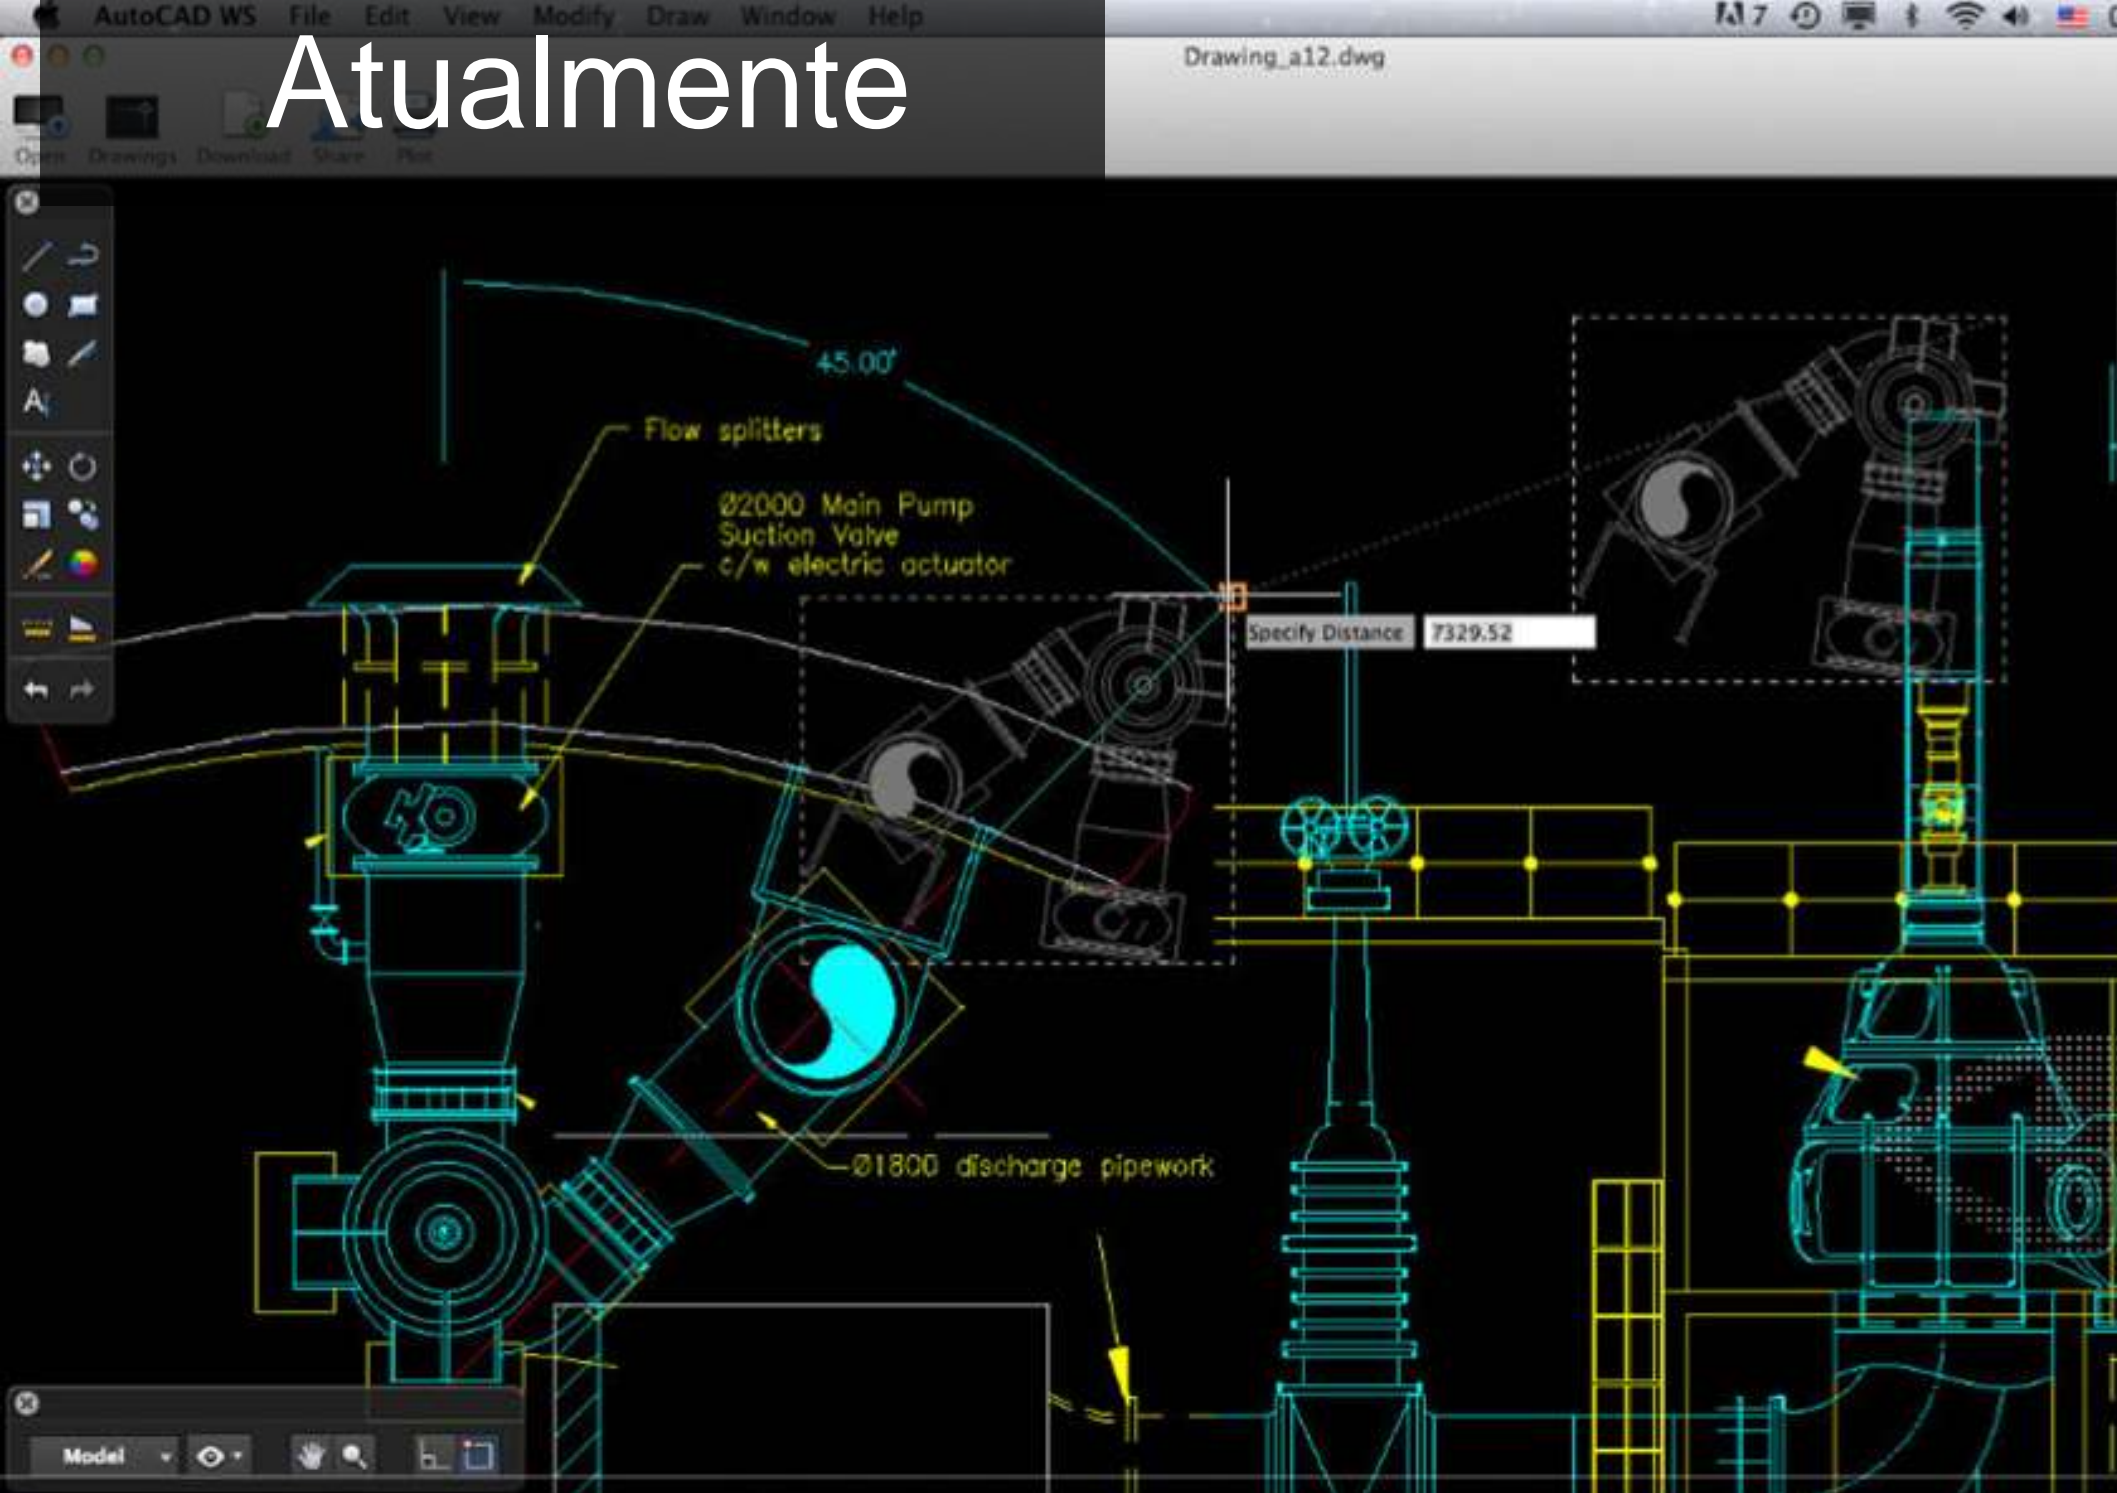 AutoCAD WS File Edit View Modify Draw Window Help
7
Atualmente
Drawing_a12.dwg
Open Drawings Download Share Plot
45.00°
Flow splitters
Ø2000 Main Pump
Suction Valve
c/w electric actuator
Specify Distance 7329.52
Ø1800 discharge pipework
Model